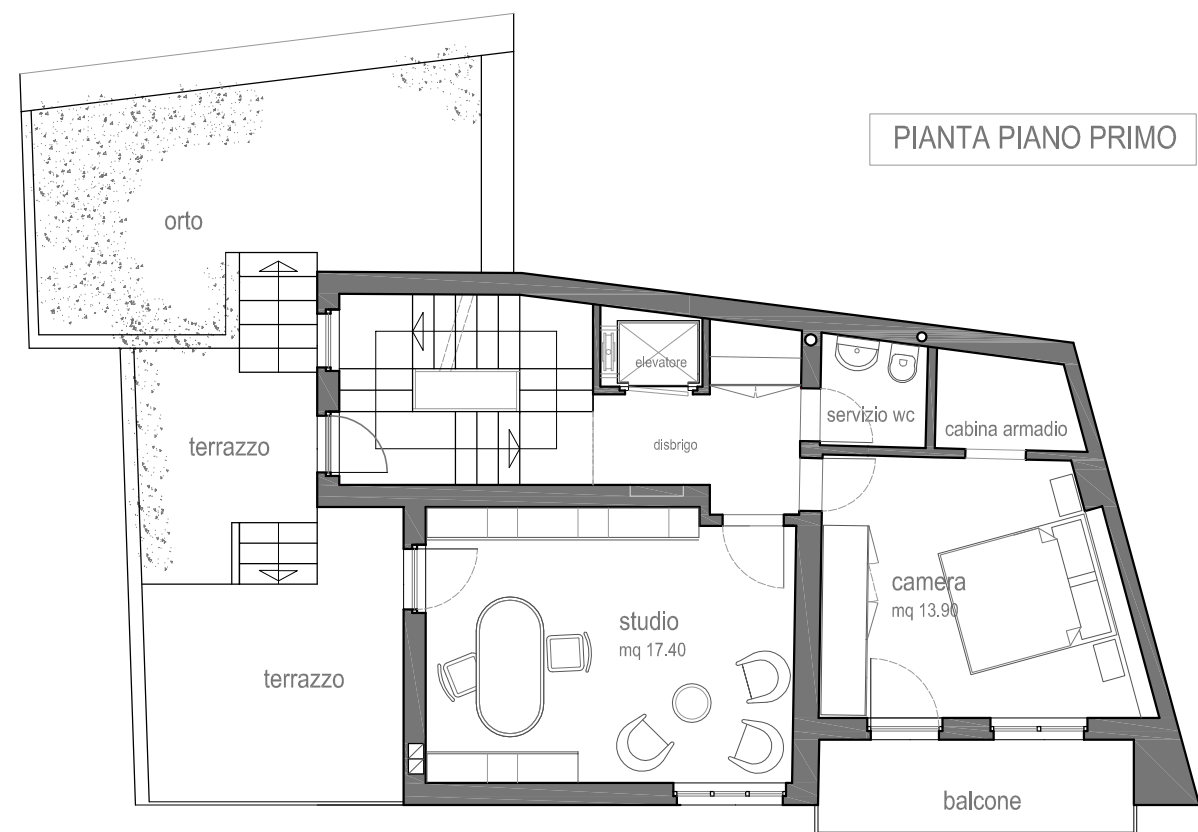 PIANTA PIANO PRIMO
orto
elevatore
servizio wc
cabina armadio
terrazzo
disbrigo
camera
mq 13.90
studio
mq 17.40
terrazzo
balcone